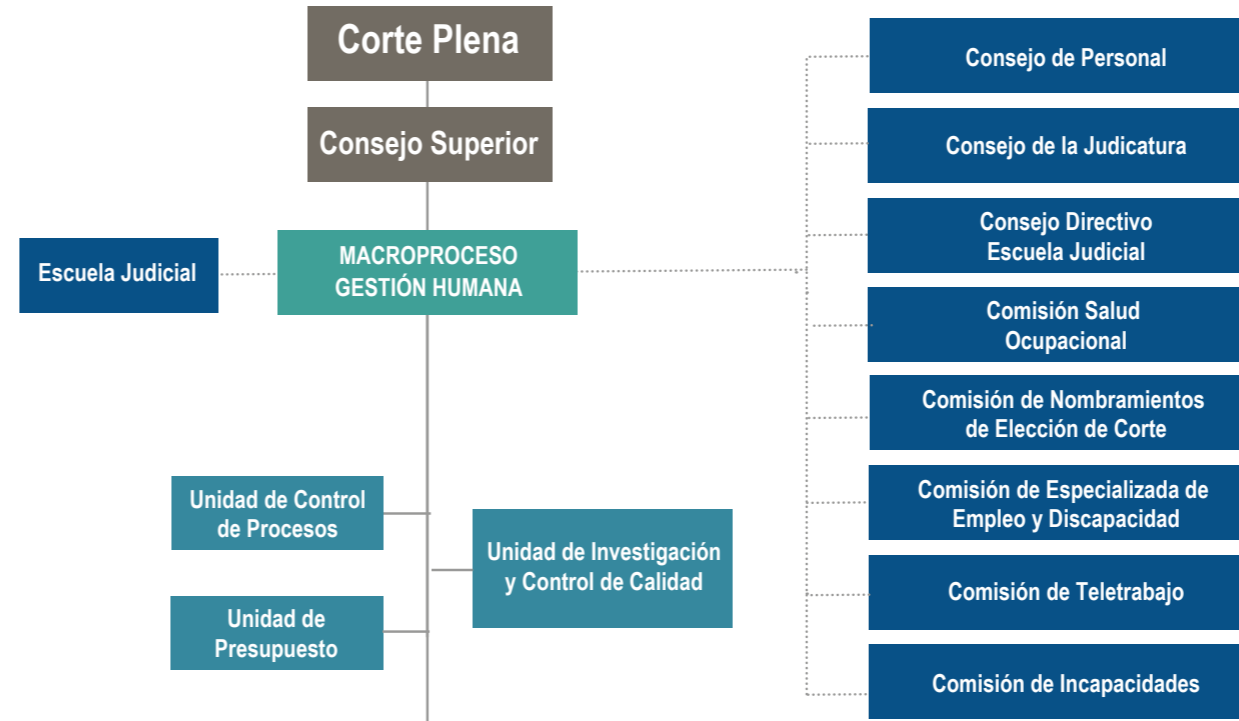 Corte Plena
Consejo Superior
Escuela Judicial
MACROPROCESO
GESTIÓN HUMANA
Unidad de Control
de Procesos
Unidad de Investigación
y Control de Calidad
Unidad de
Presupuesto
Consejo de Personal
Consejo de la Judicatura
Consejo Directivo
Escuela Judicial
Comisión Salud
Ocupacional
Comisión de Nombramientos
de Elección de Corte
Comisión de Especializada de
Empleo y Discapacidad
Comisión de Teletrabajo
Comisión de Incapacidades